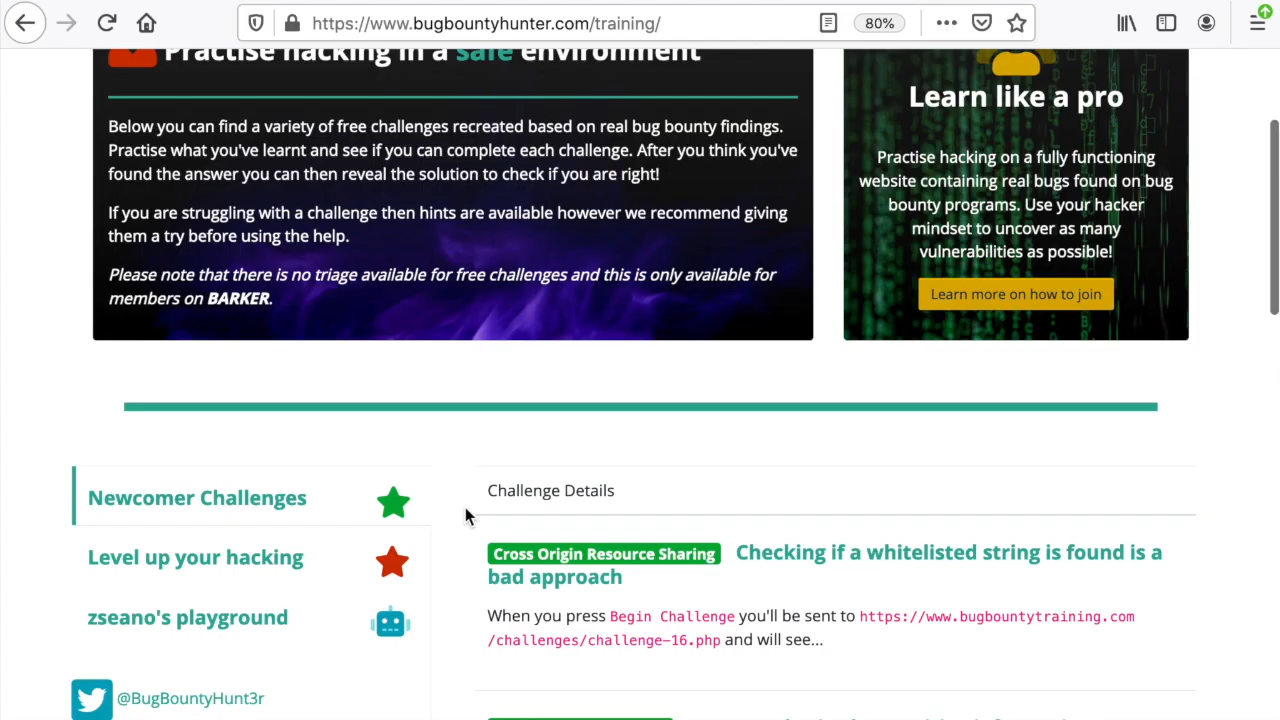 https://www.bugbountyhunter.com/training/
80%
Practise hacking in a safe environment
Below you can find a variety of free challenges recreated based on real bug bounty findings.
Practise what you've learnt and see if you can complete each challenge. After you think you've
found the answer you can then reveal the solution to check if you are right!
If you are struggling with a challenge then hints are available however we recommend giving
them a try before using the help.
Please note that there is no triage available for free challenges and this is only available for
members on BARKER.
Learn like a pro
Practise hacking on a fully functioning
website containing real bugs found on bug
bounty programs. Use your hacker
mindset to uncover as many
vulnerabilities as possible!
Learn more on how to join
Newcomer Challenges
Level up your hacking
zseano's playground
@BugBountyHunt3r
Challenge Details
Cross Origin Resource Sharing Checking if a whitelisted string is found is a
bad approach
When you press Begin Challenge you'll be sent to https://www.bugbountytraining.com
/challenges/challenge-16.php and will see...